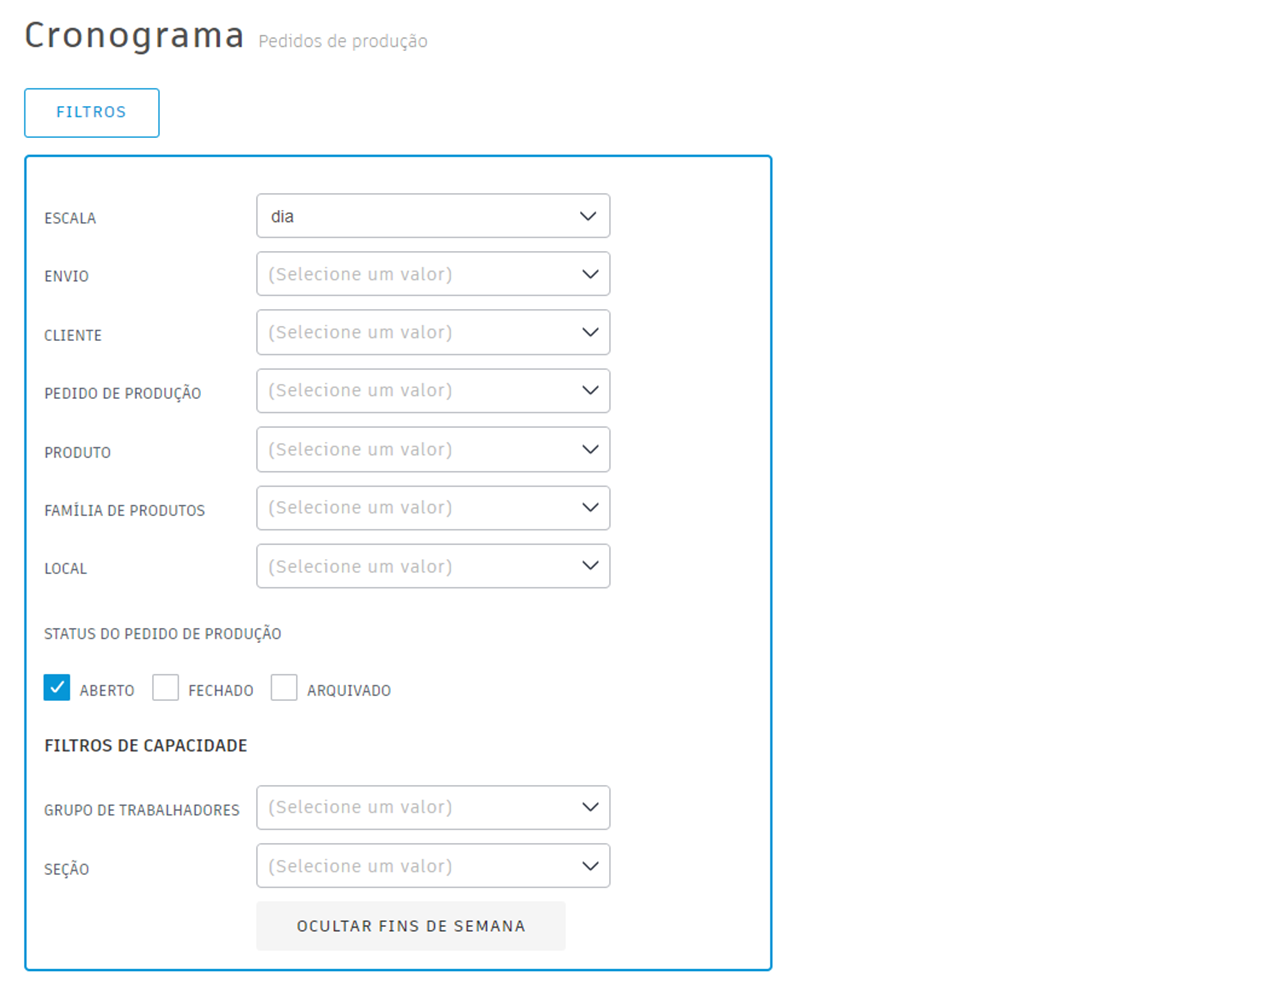 Cronograma Pedidos de produção
FILTROS
ESCALA dia
ENVIO (Selecione um valor)
CLIENTE (Selecione um valor)
PEDIDO DE PRODUÇÃO (Selecione um valor)
PRODUTO (Selecione um valor)
FAMÍLIA DE PRODUTOS (Selecione um valor)
LOCAL (Selecione um valor)
STATUS DO PEDIDO DE PRODUÇÃO
ABERTO FECHADO ARQUIVADO
FILTROS DE CAPACIDADE
GRUPO DE TRABALHADORES (Selecione um valor)
SEÇÃO (Selecione um valor)
OCULTAR FINS DE SEMANA